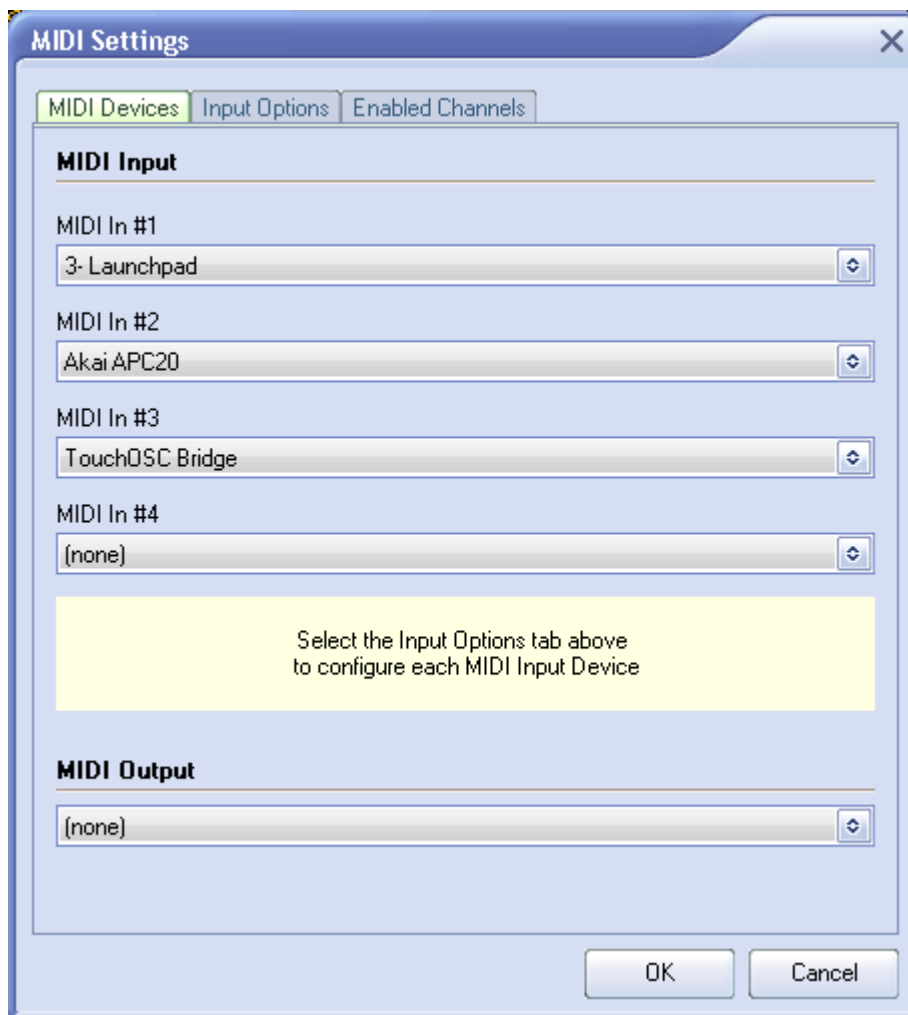 MIDI Settings
MIDI Devices Input Options Enabled Channels
MIDI Input
MIDI In #1
3- Launchpad
MIDI In #2
Akai APC20
MIDI In #3
TouchOSC Bridge
MIDI In #4
(none)
Select the Input Options tab above
to configure each MIDI Input Device
MIDI Output
(none)
OK Cancel